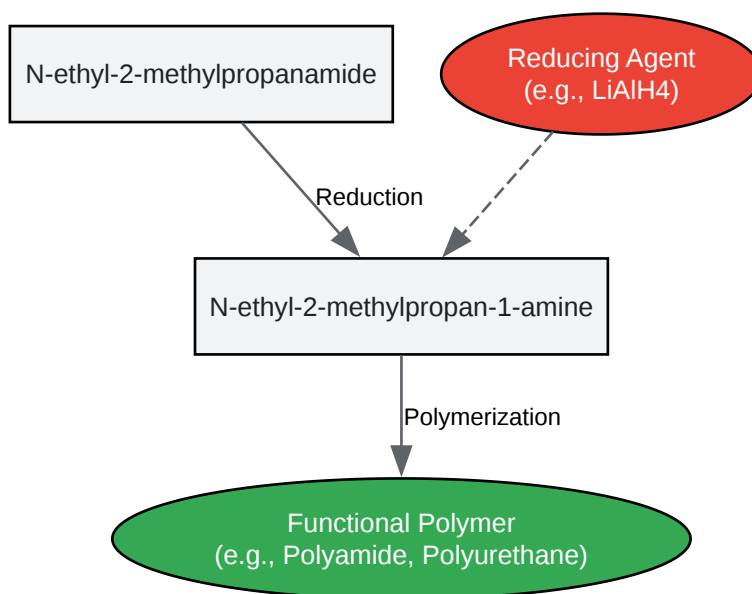 N-ethyl-2-methylpropanamide
Reducing Agent
(e.g., LiAlH4)
Reduction
N-ethyl-2-methylpropan-1-amine
Polymerization
Functional Polymer
(e.g., Polyamide, Polyurethane)